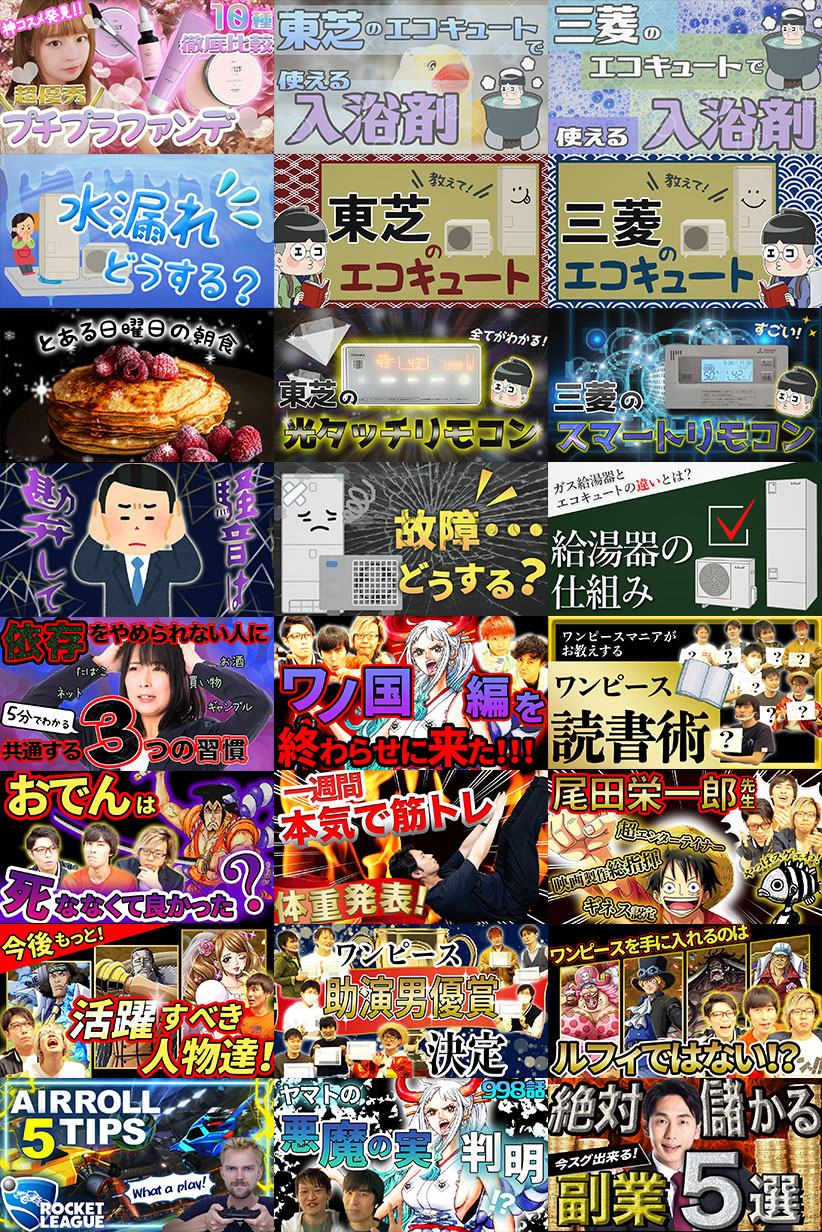 神コスメ発見!!
10種
徹底比較
超優秀
プチプラファンデ
東芝のエコキュートで
使える
入浴剤
三菱の
エコキュートで
使える 入浴剤
水漏れ
どうする?
教えて!
東芝
の
エコキュート
エコ
教えて!
三菱
の
エコキュート
エコ
とある日曜日の朝食
全てがわかる!
東芝の
光タッチリモコン
エコ
すごい!
三菱の
スマートリモコン
エコ
騒音は
勘弁して
故障・・・
どうする?
ガス給湯器と
エコキュートの違いとは?
給湯器の
仕組み
依存をやめられない人に
たばこ
お酒
ネット
買い物
ギャンブル
5分でわかる
共通する3つの習慣
ワノ国編を
終わらせに来た!!!
ワンピースマニアが
お教えする
ワンピース
読書術
? ? ? ? ? ? ?
おでんは
死ななくて良かった?
一週間
本気で筋トレ
体重発表!
尾田栄一郎先生
超エンターテイナー
映画製作総指揮
ギネス認定
やっぱスゲェわ!
今後もっと!
活躍すべき
人物達!
ワンピース
助演男優賞
決定
ワンピースを手に入れるのは
ルフィではない!?
AIRROLL
5 TIPS
What a play!
ROCKET
LEAGUE
998話
ヤマトの
悪魔の実
判明
!?
絶対儲かる
今スグ出来る!
副業5選